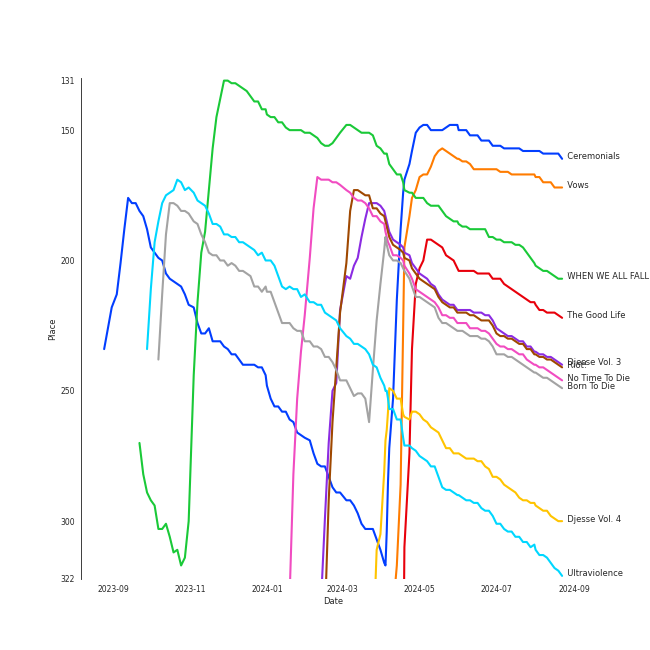 131
150
200
250
300
322
Place
2023-09
2023-11
2024-01
2024-03
2024-05
2024-07
2024-09
Date
Ceremonials
Vows
WHEN WE ALL FALL
The Good Life
Djesse Vol. 3
No Time To Die
Born To Die
Djesse Vol. 4
Ultraviolence